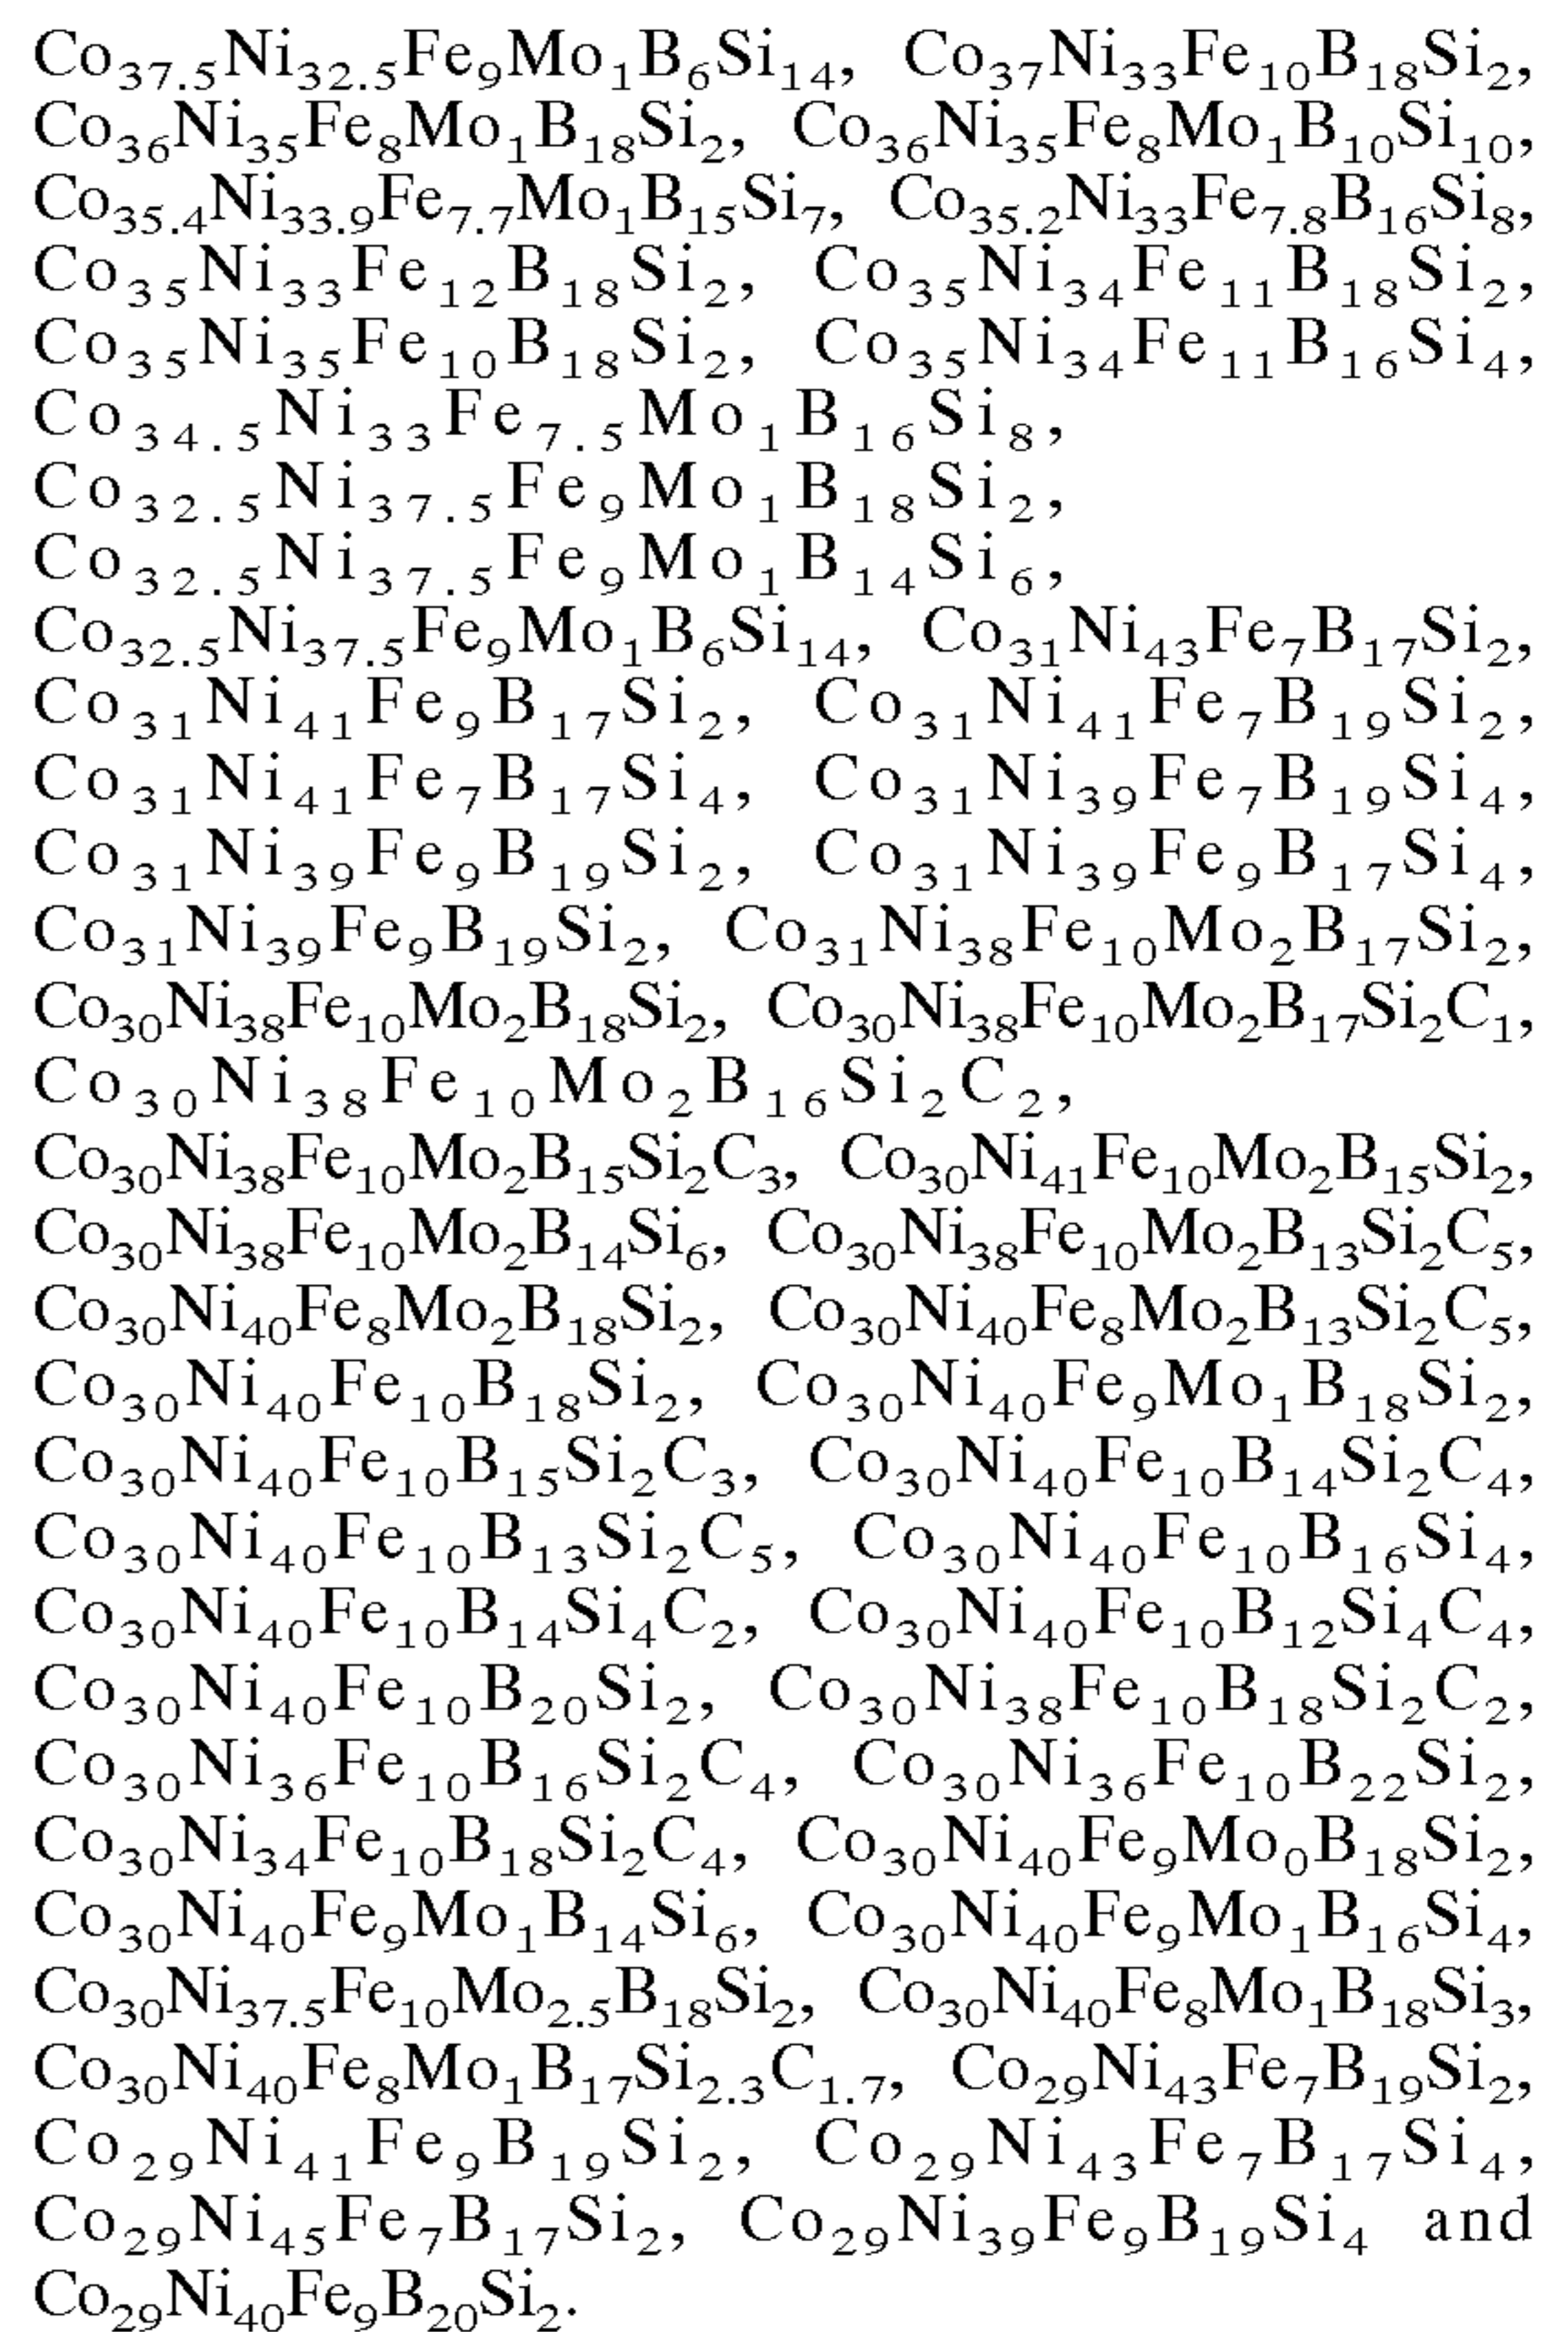 Co₃₇.₅Ni₃₂.₅Fe₉Mo₁B₆Si₁₄, Co₃₇Ni₃₃Fe₁₀B₁₈Si₂,
Co₃₆Ni₃₅Fe₈Mo₁B₁₈Si₂, Co₃₆Ni₃₅Fe₈Mo₁B₁₀Si₁₀,
Co₃₅.₄Ni₃₃.₉Fe₇.₇Mo₁B₁₅Si₇, Co₃₅.₂Ni₃₃Fe₇.₈B₁₆Si₈,
Co₃₅Ni₃₃Fe₁₂B₁₈Si₂, Co₃₅Ni₃₄Fe₁₁B₁₈Si₂,
Co₃₅Ni₃₅Fe₁₀B₁₈Si₂, Co₃₅Ni₃₄Fe₁₁B₁₆Si₄,
Co₃₄.₅Ni₃₃Fe₇.₅Mo₁B₁₆Si₈,
Co₃₂.₅Ni₃₇.₅Fe₉Mo₁B₁₈Si₂,
Co₃₂.₅Ni₃₇.₅Fe₉Mo₁B₁₄Si₆,
Co₃₂.₅Ni₃₇.₅Fe₉Mo₁B₆Si₁₄, Co₃₁Ni₄₃Fe₇B₁₇Si₂,
Co₃₁Ni₄₁Fe₉B₁₇Si₂, Co₃₁Ni₄₁Fe₇B₁₉Si₂,
Co₃₁Ni₄₁Fe₇B₁₇Si₄, Co₃₁Ni₃₉Fe₇B₁₉Si₄,
Co₃₁Ni₃₉Fe₉B₁₉Si₂, Co₃₁Ni₃₉Fe₉B₁₇Si₄,
Co₃₁Ni₃₉Fe₉B₁₉Si₂, Co₃₁Ni₃₈Fe₁₀Mo₂B₁₇Si₂,
Co₃₀Ni₃₈Fe₁₀Mo₂B₁₈Si₂, Co₃₀Ni₃₈Fe₁₀Mo₂B₁₇Si₂C₁,
Co₃₀Ni₃₈Fe₁₀Mo₂B₁₆Si₂C₂,
Co₃₀Ni₃₈Fe₁₀Mo₂B₁₅Si₂C₃, Co₃₀Ni₄₁Fe₁₀Mo₂B₁₅Si₂,
Co₃₀Ni₃₈Fe₁₀Mo₂B₁₄Si₆, Co₃₀Ni₃₈Fe₁₀Mo₂B₁₃Si₂C₅,
Co₃₀Ni₄₀Fe₈Mo₂B₁₈Si₂, Co₃₀Ni₄₀Fe₈Mo₂B₁₃Si₂C₅,
Co₃₀Ni₄₀Fe₁₀B₁₈Si₂, Co₃₀Ni₄₀Fe₉Mo₁B₁₈Si₂,
Co₃₀Ni₄₀Fe₁₀B₁₅Si₂C₃, Co₃₀Ni₄₀Fe₁₀B₁₄Si₂C₄,
Co₃₀Ni₄₀Fe₁₀B₁₃Si₂C₅, Co₃₀Ni₄₀Fe₁₀B₁₆Si₄,
Co₃₀Ni₄₀Fe₁₀B₁₄Si₄C₂, Co₃₀Ni₄₀Fe₁₀B₁₂Si₄C₄,
Co₃₀Ni₄₀Fe₁₀B₂₀Si₂, Co₃₀Ni₃₈Fe₁₀B₁₈Si₂C₂,
Co₃₀Ni₃₆Fe₁₀B₁₆Si₂C₄, Co₃₀Ni₃₆Fe₁₀B₂₂Si₂,
Co₃₀Ni₃₄Fe₁₀B₁₈Si₂C₄, Co₃₀Ni₄₀Fe₉Mo₀B₁₈Si₂,
Co₃₀Ni₄₀Fe₉Mo₁B₁₄Si₆, Co₃₀Ni₄₀Fe₉Mo₁B₁₆Si₄,
Co₃₀Ni₃₇.₅Fe₁₀Mo₂.₅B₁₈Si₂, Co₃₀Ni₄₀Fe₈Mo₁B₁₈Si₃,
Co₃₀Ni₄₀Fe₈Mo₁B₁₇Si₂.₃C₁.₇, Co₂₉Ni₄₃Fe₇B₁₉Si₂,
Co₂₉Ni₄₁Fe₉B₁₉Si₂, Co₂₉Ni₄₃Fe₇B₁₇Si₄,
Co₂₉Ni₄₅Fe₇B₁₇Si₂, Co₂₉Ni₃₉Fe₉B₁₉Si₄ and
Co₂₉Ni₄₀Fe₉B₂₀Si₂.